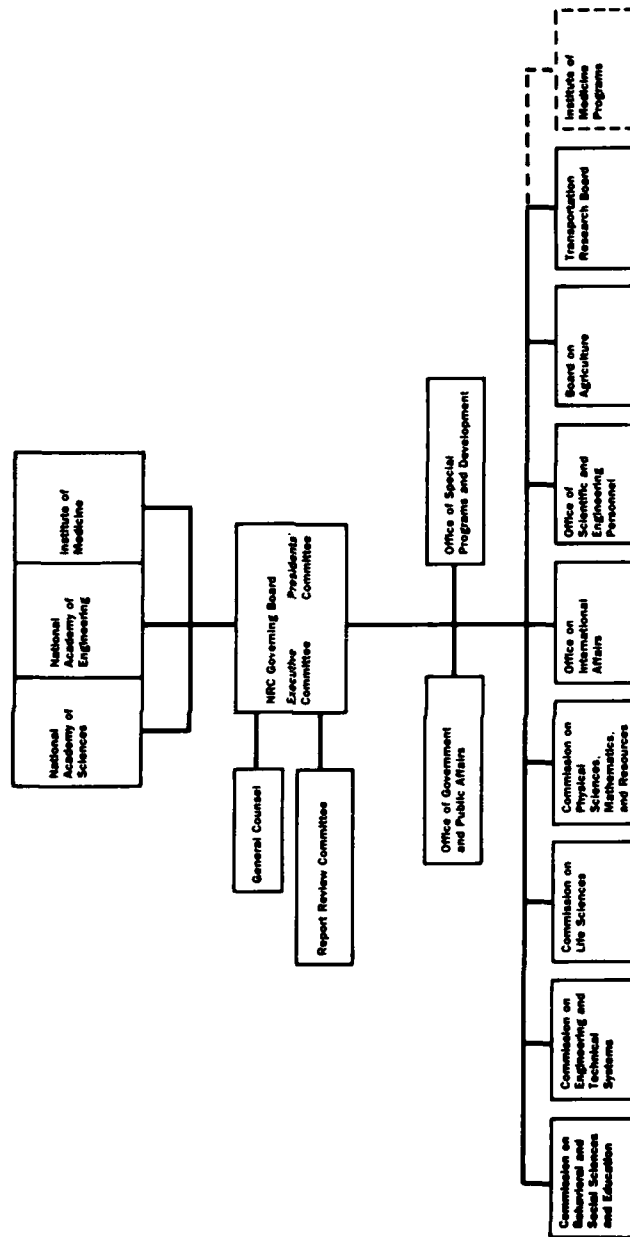 National
Academy of
Sciences
National
Academy of
Engineering
Institute of
Medicine
NRC Governing Board
Executive Presidents'
Committee Committee
General Counsel
Report Review Committee
Office of Government
and Public Affairs
Office of Special
Programs and Development
Commission on
Behavioral and
Social Sciences
and Education
Commission on
Engineering and
Technical
Systems
Commission on
Life Sciences
Commission on
Physical
Sciences,
Mathematics,
and Resources
Office on
International
Affairs
Office of
Scientific and
Engineering
Personnel
Board on
Agriculture
Transportation
Research Board
Institute of
Medicine
Programs